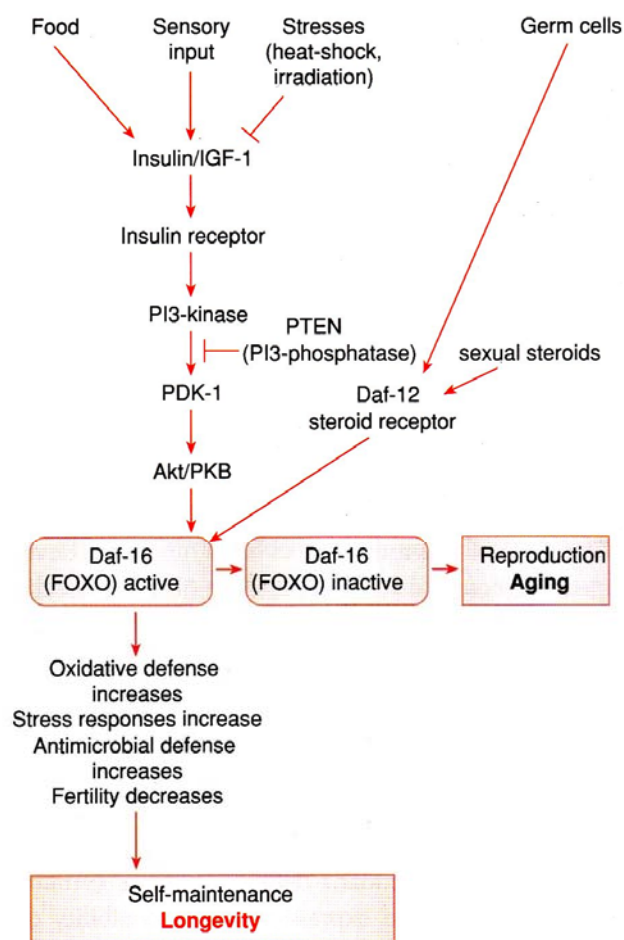 Food
Sensory
input
Stresses
(heat-shock,
irradiation)
Germ cells
Insulin/IGF-1
Insulin receptor
PI3-kinase
PTEN
(PI3-phosphatase)
sexual steroids
PDK-1
Daf-12
steroid receptor
Akt/PKB
Daf-16
(FOXO) active
Daf-16
(FOXO) inactive
Reproduction
Aging
Oxidative defense
increases
Stress responses increase
Antimicrobial defense
increases
Fertility decreases
Self-maintenance
Longevity